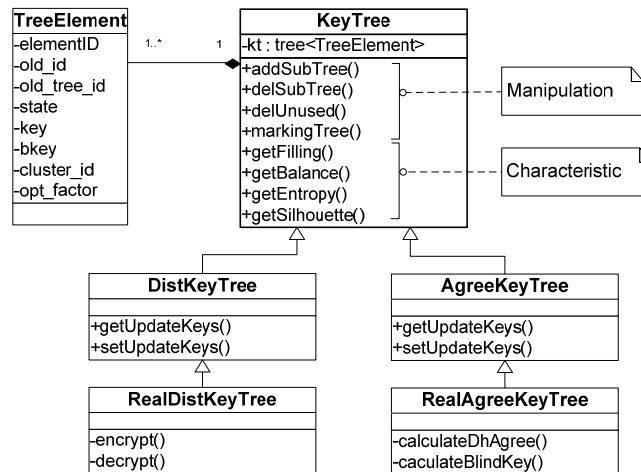 TreeElement
-elementID
-old_id
-old_tree_id
-state
-key
-bkey
-cluster_id
-opt_factor
1..*
1
KeyTree
-kt : tree<TreeElement>
+addSubTree()
+delSubTree()
+delUnused()
+markingTree()
+getFilling()
+getBalance()
+getEntropy()
+getSilhouette()
Manipulation
Characteristic
DistKeyTree
+getUpdateKeys()
+setUpdateKeys()
AgreeKeyTree
+getUpdateKeys()
+setUpdateKeys()
RealDistKeyTree
-encrypt()
-decrypt()
RealAgreeKeyTree
-calculateDhAgree()
-caculateBlindKey()